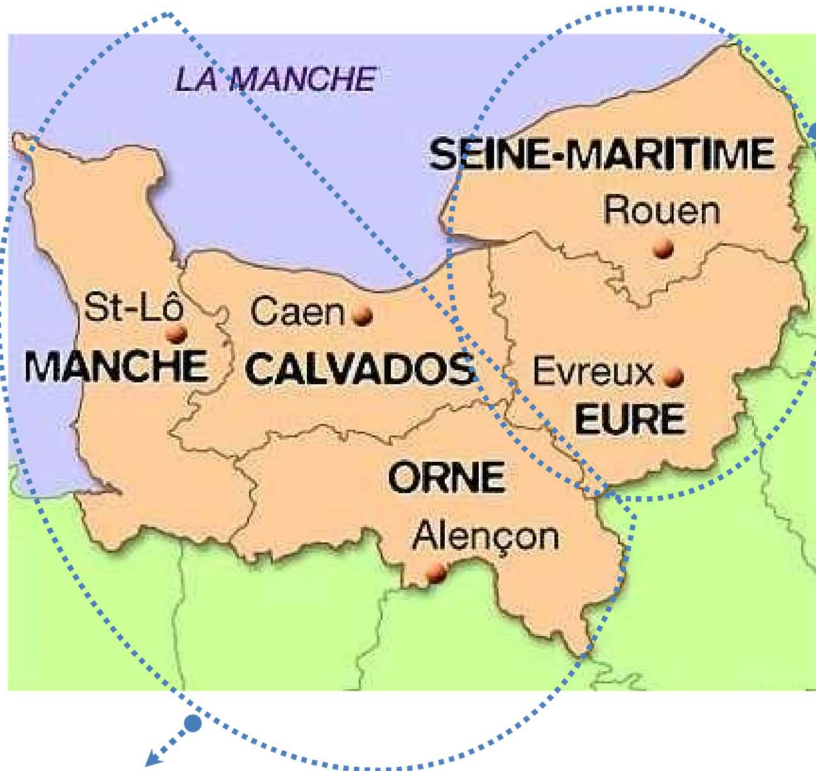 LA MANCHE
SEINE-MARITIME
Rouen
St-Lô
Caen
MANCHE
CALVADOS
Evreux
EURE
ORNE
Alençon